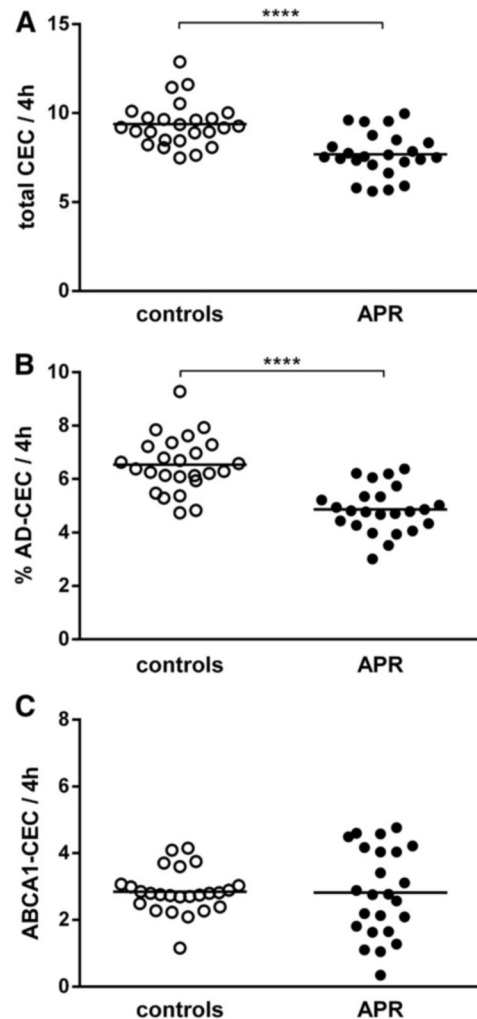 A
****
15
10
5
0
total CEC / 4h
controls APR
B
****
10
8
6
4
2
0
% AD-CEC / 4h
controls APR
C
8
6
4
2
0
ABCA1-CEC / 4h
controls APR